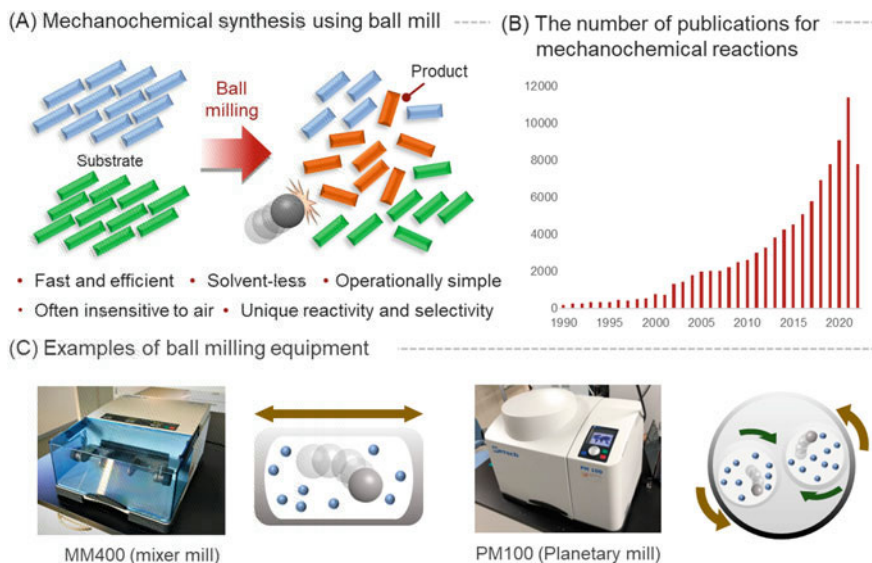 (A) Mechanochemical synthesis using ball mill
Product
Ball
milling
Substrate
• Fast and efficient • Solvent-less • Operationally simple
• Often insensitive to air • Unique reactivity and selectivity
(B) The number of publications for
mechanochemical reactions
12000
10000
8000
6000
4000
2000
0
1990 1995 2000 2005 2010 2015 2020
(C) Examples of ball milling equipment
PM 100
MM400 (mixer mill)
PM100 (Planetary mill)